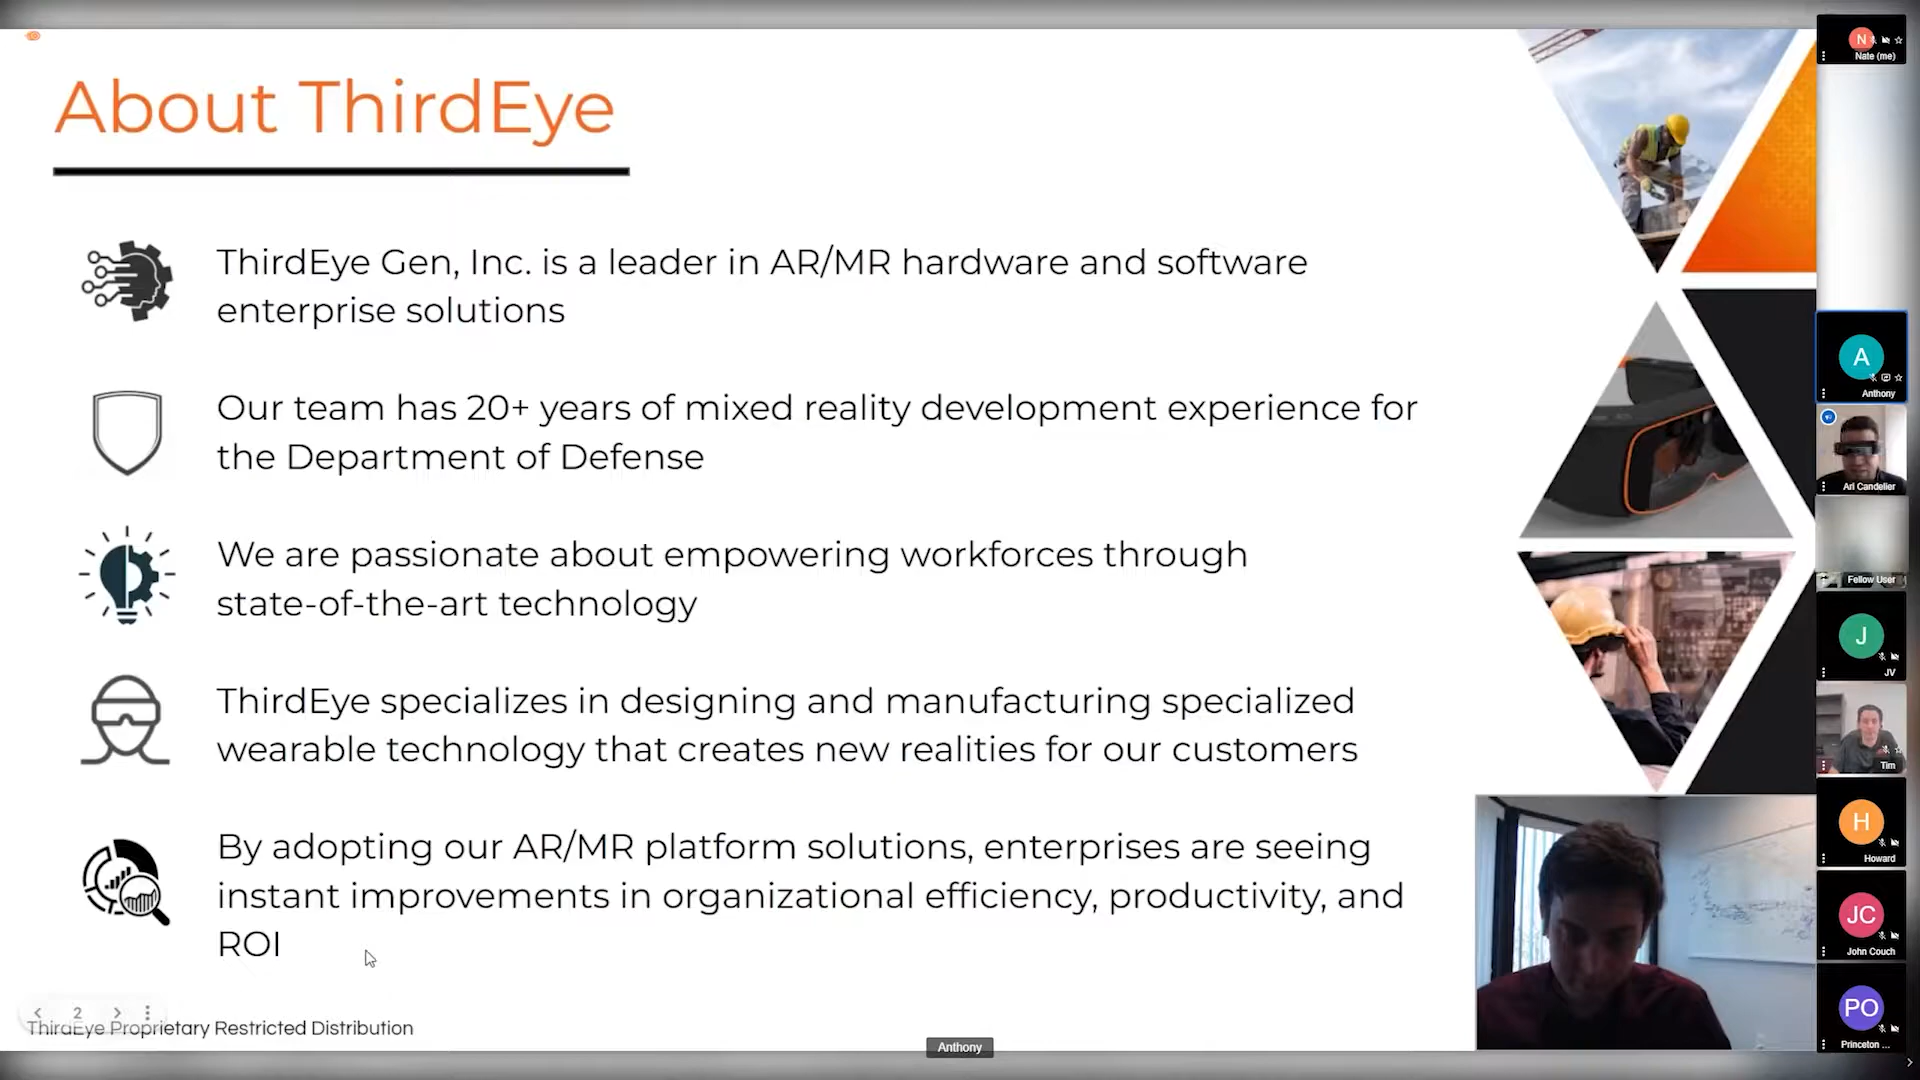 About ThirdEye
ThirdEye Gen, Inc. is a leader in AR/MR hardware and software
enterprise solutions
Our team has 20+ years of mixed reality development experience for
the Department of Defense
We are passionate about empowering workforces through
state-of-the-art technology
ThirdEye specializes in designing and manufacturing specialized
wearable technology that creates new realities for our customers
By adopting our AR/MR platform solutions, enterprises are seeing
instant improvements in organizational efficiency, productivity, and
ROI
2
ThirdEye Proprietary Restricted Distribution
Anthony
N
Nate (me)
A
Anthony
Ari Candelier
Fellow User
J
JV
Tim
H
Howard
JC
John Couch
PO
Princeton ...